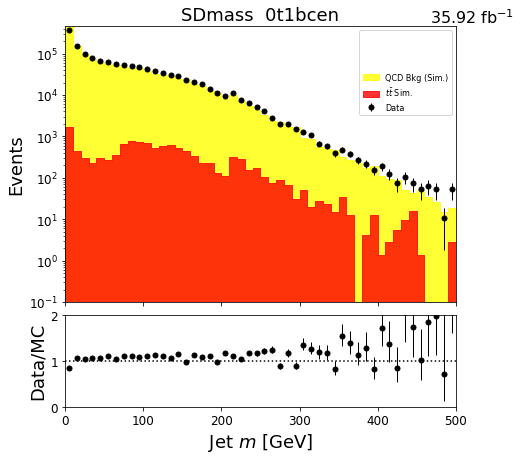 SDmass 0t1bcen
35.92 fb⁻¹
QCD Bkg (Sim.)
tt̄ Sim.
Data
Events
10⁵
10⁴
10³
10²
10¹
10⁰
10⁻¹
Data/MC
2
1
0
0 100 200 300 400 500
Jet m [GeV]